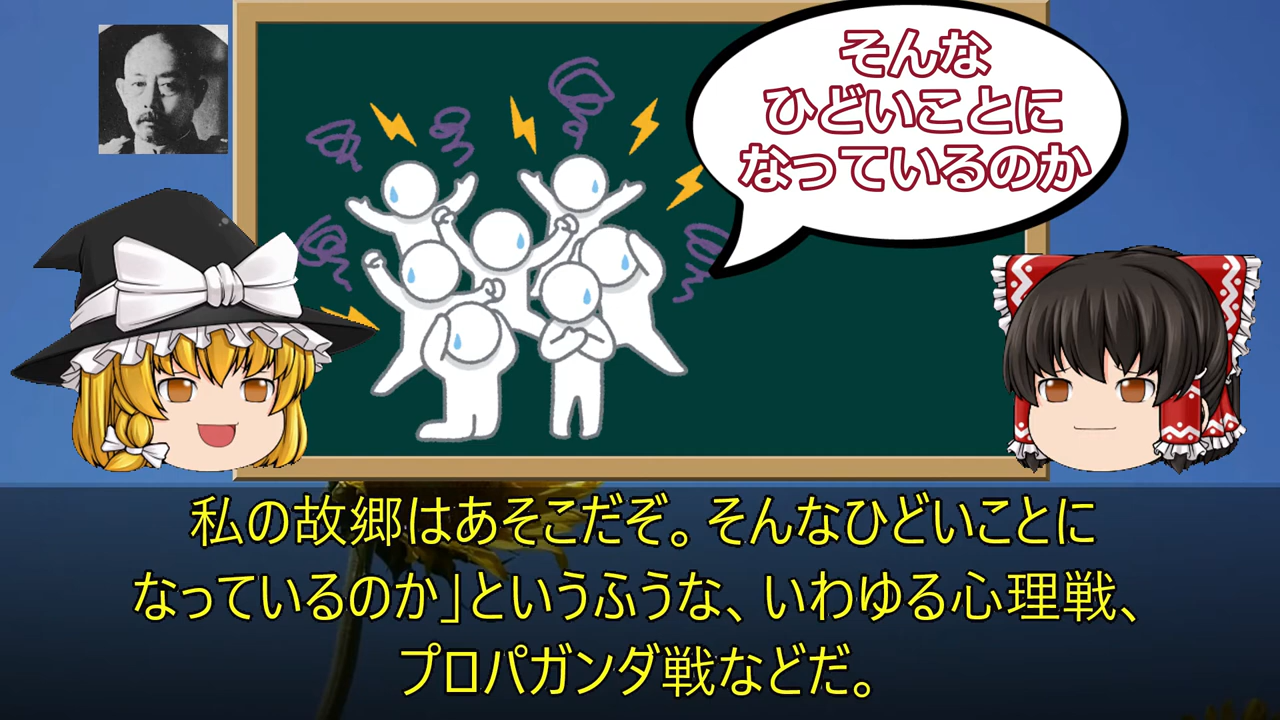 そんな
ひどいことに
なっているのか
私の故郷はあそこだぞ。そんなひどいことに
なっているのか」というふうな、いわゆる心理戦、
プロパガンダ戦などだ。